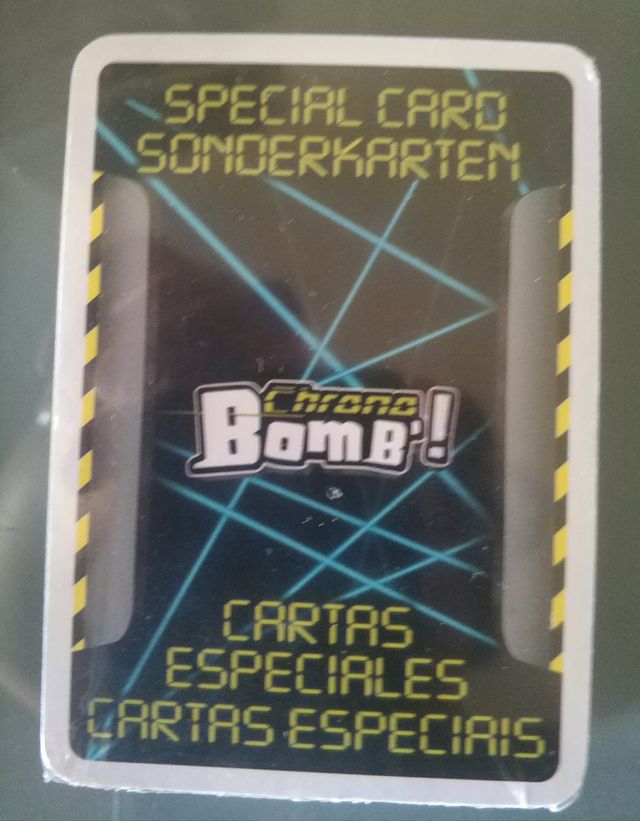 SPECIAL CARD
SONDERKARTEN
Chrono
Bomb'!
CARTAS
ESPECIALES
CARTAS ESPECIAIS